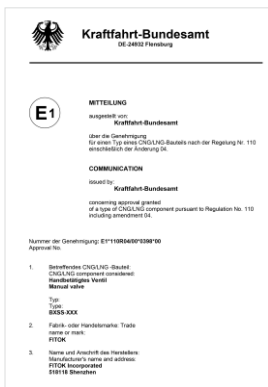 Kraftfahrt-Bundesamt
DE-24932 Flensburg
E1
MITTEILUNG
ausgestellt von:
Kraftfahrt-Bundesamt
über die Genehmigung
für einen Typ eines CNG/LNG-Bauteils nach der Regelung Nr. 110
einschließlich der Änderung 04.
COMMUNICATION
issued by:
Kraftfahrt-Bundesamt
concerning approval granted
of a type of CNG/LNG component pursuant to Regulation No. 110
including amendment 04.
Nummer der Genehmigung: E1*110R04/00*0398*00
Approval No.
1. Betreffendes CNG/LNG -Bauteil:
CNG/LNG component considered:
Handbetätigtes Ventil
Manual valve
Typ:
Type:
BXSS-XXX
2. Fabrik- oder Handelsmarke: Trade
name or mark:
FITOK
3. Name und Anschrift des Herstellers:
Manufacturer's name and address:
FITOK Incorporated
518118 Shenzhen